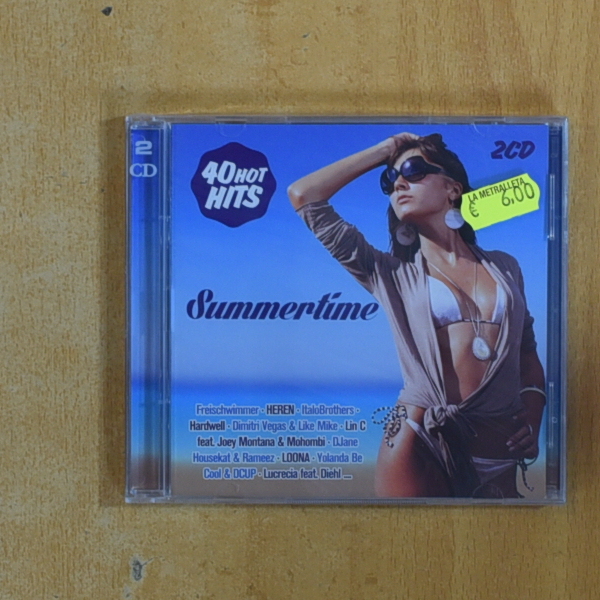 2
CD
40 HOT
HITS
2CD
LA METRALLETA
€ 6,00
Summertime
Freischwimmer · HEREN · ItaloBrothers ·
Hardwell · Dimitri Vegas & Like Mike · Lin C
feat. Joey Montana & Mohombi · DJane
Housekat & Rameez · LOONA · Yolanda Be
Cool & DCUP · Lucrecia feat. Diehl ...